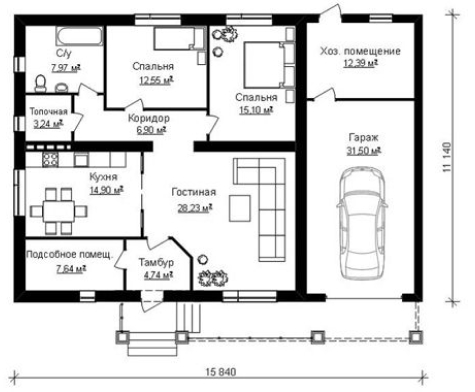 С/у
7.97 м²
Спальня
12.55 м²
Спальня
15.10 м²
Хоз. помещение
12.39 м²
Топочная
3.24 м²
Коридор
6.90 м²
Гараж
31.50 м²
Кухня
14.90 м²
Гостиная
28.23 м²
Подсобное помещ.
7.64 м²
Тамбур
4.74 м²
11 140
15 840